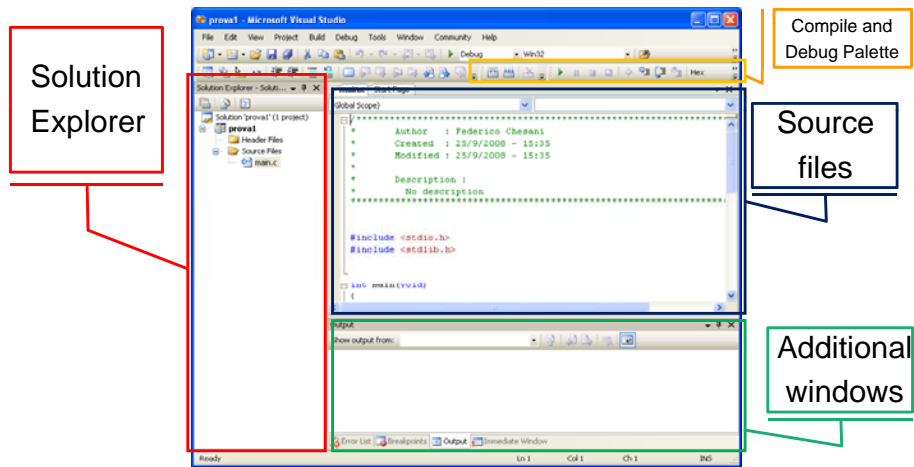 prova1 - Microsoft Visual Studio
File Edit View Project Build Debug Tools Window Community Help
Debug Win32
Hex
Compile and
Debug Palette
Solution
Explorer
Solution Explorer - Soluti...
Solution 'prova1' (1 project)
prova1
Header Files
Source Files
main.c
main.c Start Page
(Global Scope)
/***************************************************************************
* Author : Federico Chesani
* Created : 25/9/2008 - 15:35
* Modified : 25/9/2008 - 15:35
*
* Description :
* No description
****************************************************************************
#include <stdio.h>
#include <stdlib.h>
int main(void)
{
Source
files
Output
Show output from:
Additional
windows
Error List Breakpoints Output Immediate Window
Ready Ln 1 Col 1 Ch 1 INS